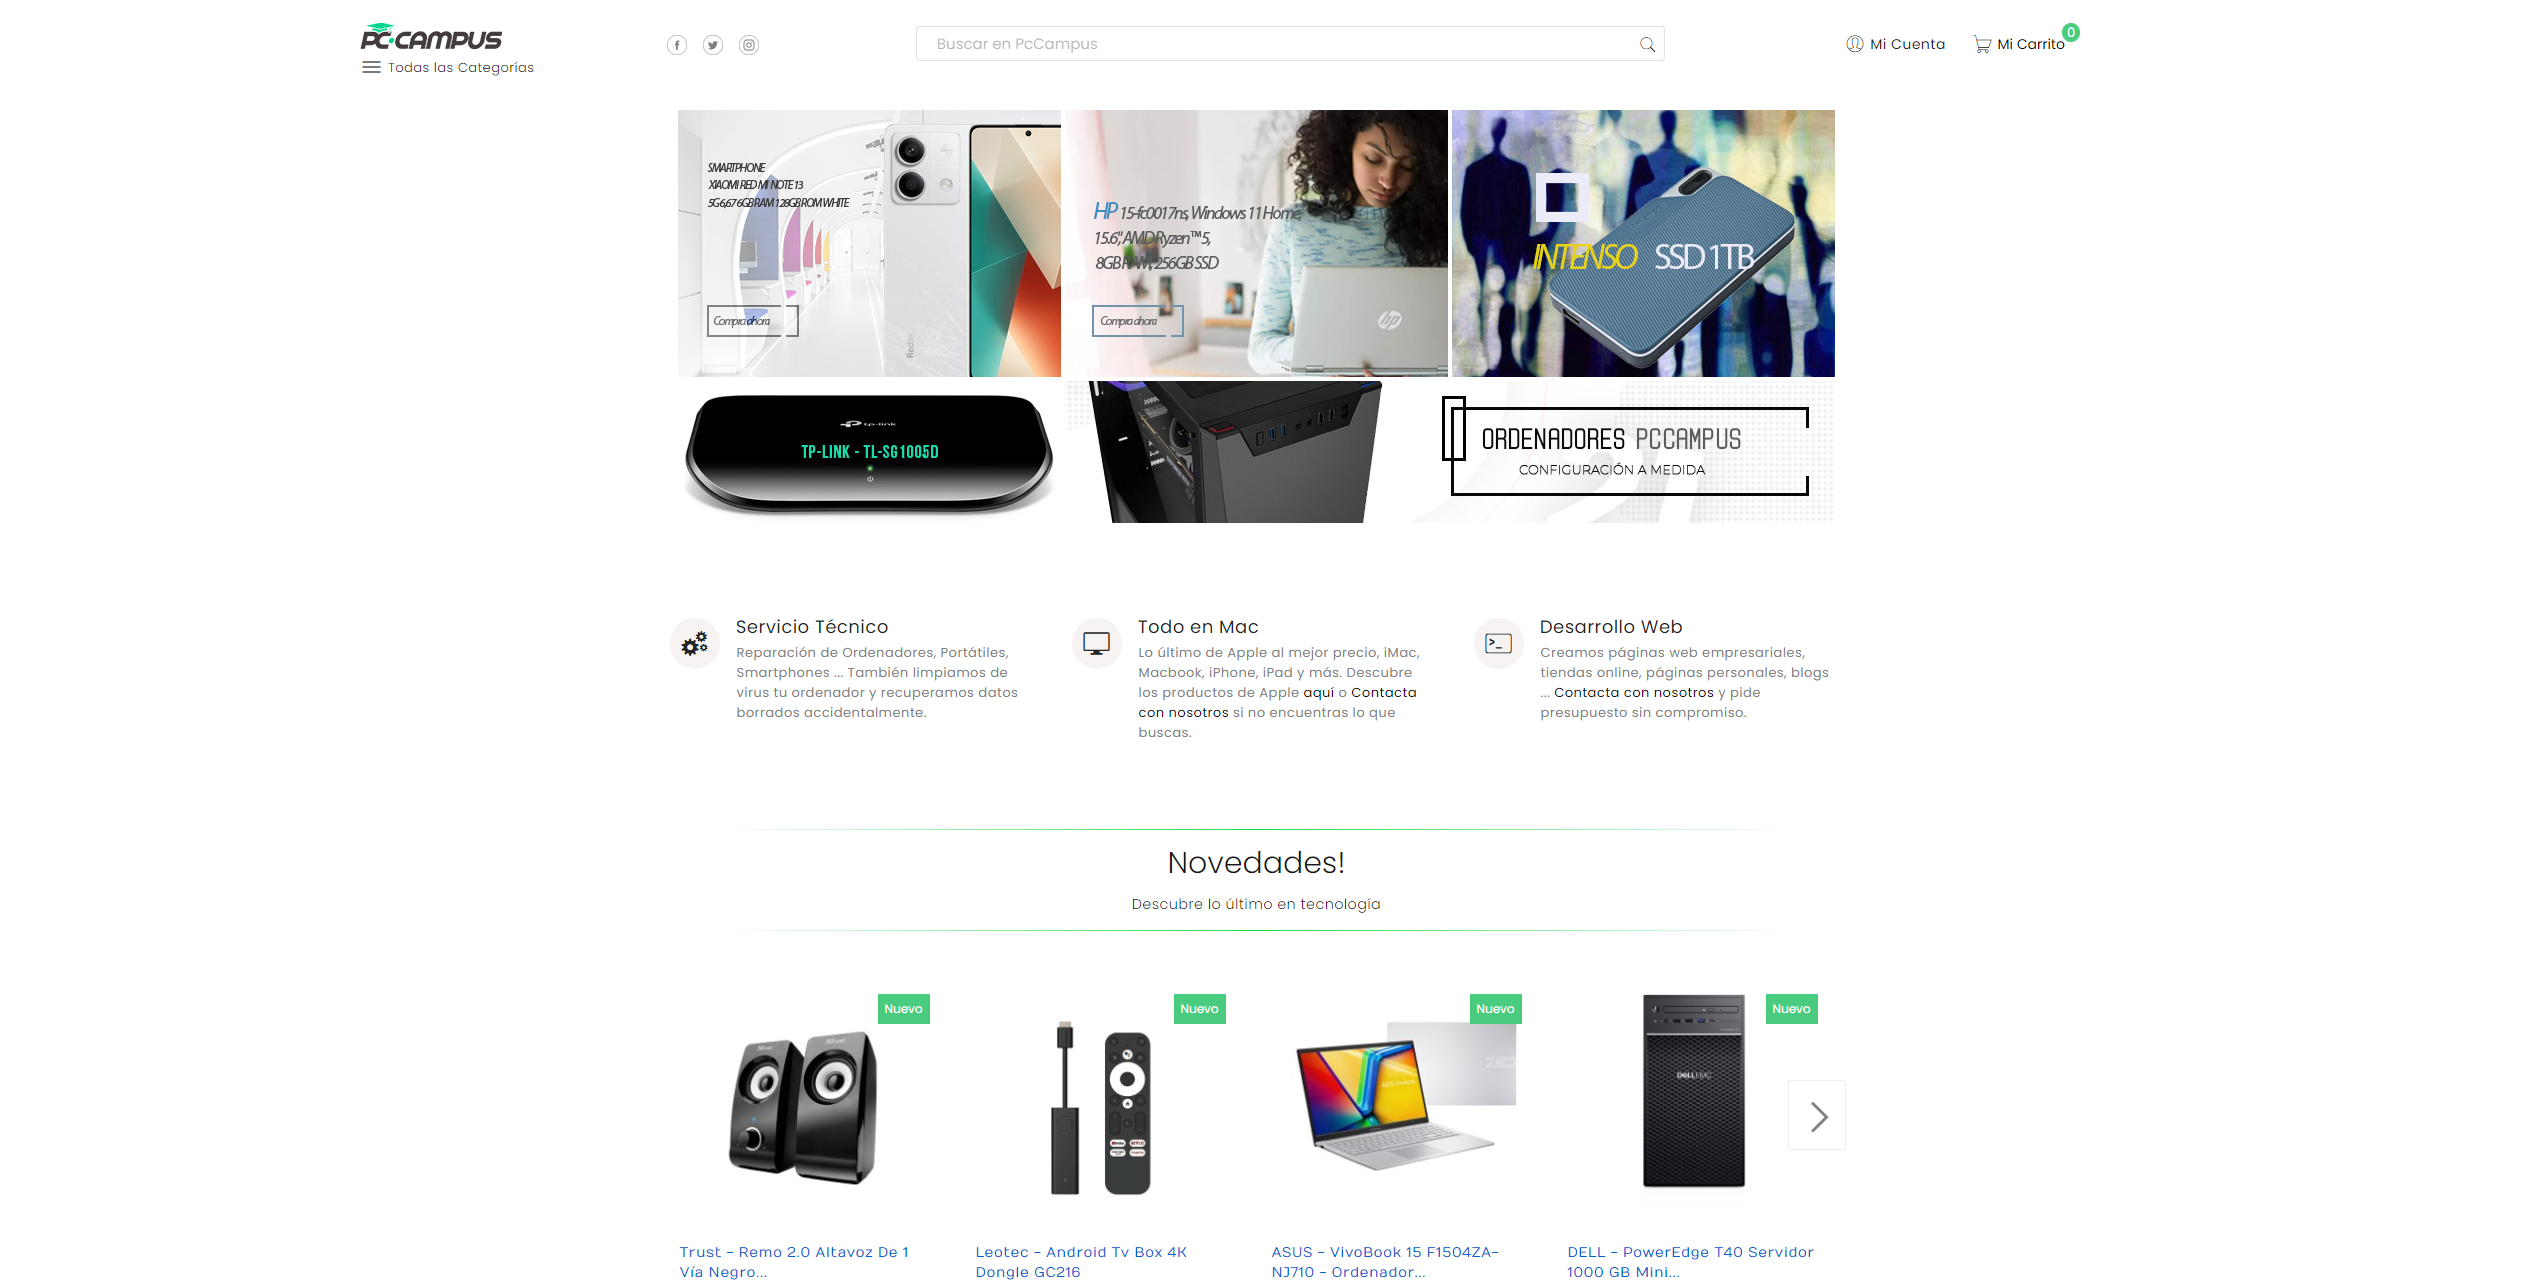 PC·CAMPUS
Buscar en PcCampus
Mi Cuenta
Mi Carrito
0
Todas las Categorías
SMARTPHONE
XIAOMI REDMI NOTE 13
5G 6,67 6GB RAM 128GB ROM WHITE
Compra ahora
Redmi
HP 15-fc0017ns, Windows 11 Home,
15.6", AMD Ryzen™ 5,
8GB RAM, 256GB SSD
Compra ahora
hp
INTENSO SSD 1TB
tp-link
TP-LINK - TL-SG1005D
ORDENADORES PCCAMPUS
CONFIGURACIÓN A MEDIDA
Servicio Técnico
Reparación de Ordenadores, Portátiles,
Smartphones ... También limpiamos de
virus tu ordenador y recuperamos datos
borrados accidentalmente.
Todo en Mac
Lo último de Apple al mejor precio, iMac,
Macbook, iPhone, iPad y más. Descubre
los productos de Apple aquí o Contacta
con nosotros si no encuentras lo que
buscas.
Desarrollo Web
Creamos páginas web empresariales,
tiendas online, páginas personales, blogs
... Contacta con nosotros y pide
presupuesto sin compromiso.
Novedades!
Descubre lo último en tecnología
Nuevo
Nuevo
Nuevo
Nuevo
Trust
Trust
DELLEMC
Trust - Remo 2.0 Altavoz De 1
Vía Negro...
Leotec - Android Tv Box 4K
Dongle GC216
ASUS - VivoBook 15 F1504ZA-
NJ710 - Ordenador...
DELL - PowerEdge T40 Servidor
1000 GB Mini...